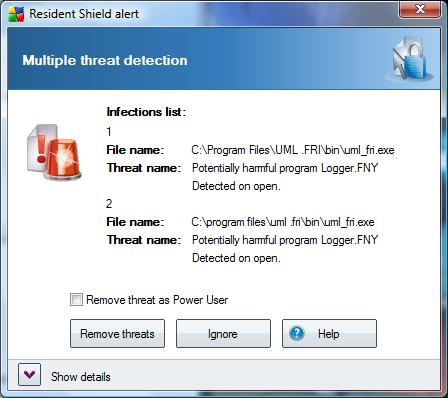 Resident Shield alert
Multiple threat detection
Infections list:
1
File name: C:\Program Files\UML .FRI\bin\uml_fri.exe
Threat name: Potentially harmful program Logger.FNY
Detected on open.
2
File name: C:\program files\uml .fri\bin\uml_fri.exe
Threat name: Potentially harmful program Logger.FNY
Detected on open.
Remove threat as Power User
Remove threats
Ignore
Help
Show details